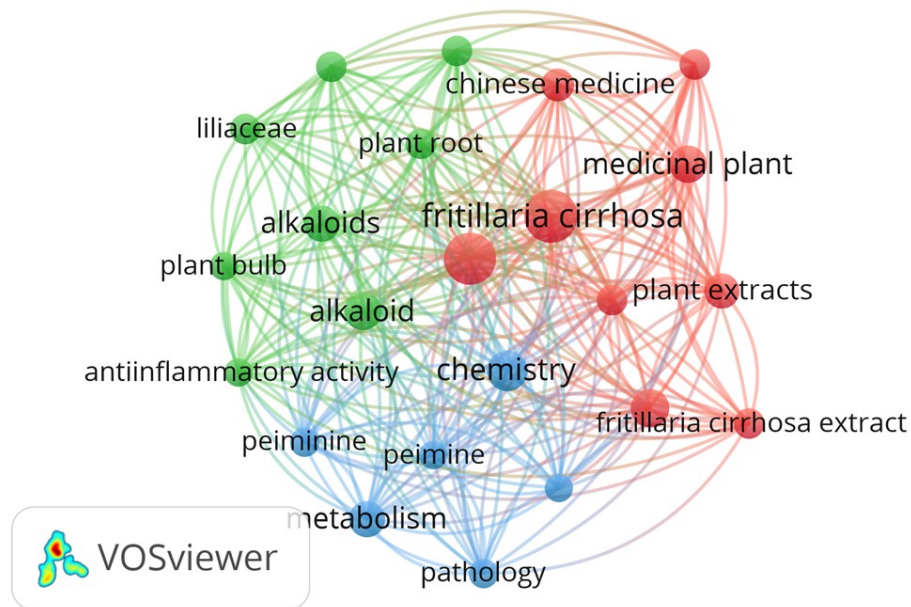 chinese medicine
liliaceae
plant root
medicinal plant
fritillaria cirrhosa
alkaloids
plant bulb
plant extracts
alkaloid
antiinflammatory activity
chemistry
fritillaria cirrhosa extract
peiminine
peimine
metabolism
VOSviewer
pathology